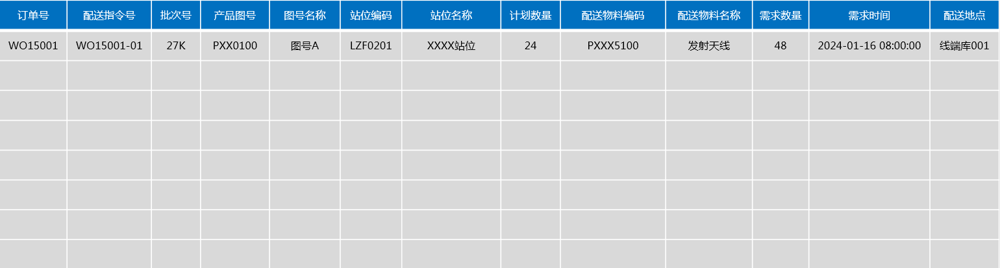 订单号 配送指令号 批次号 产品图号 图号名称 站位编码 站位名称 计划数量 配送物料编码 配送物料名称 需求数量 需求时间 配送地点
WO15001 WO15001-01 27K PXX0100 图号A LZF0201 XXXX站位 24 PXXX5100 发射天线 48 2024-01-16 08:00:00 线端库001